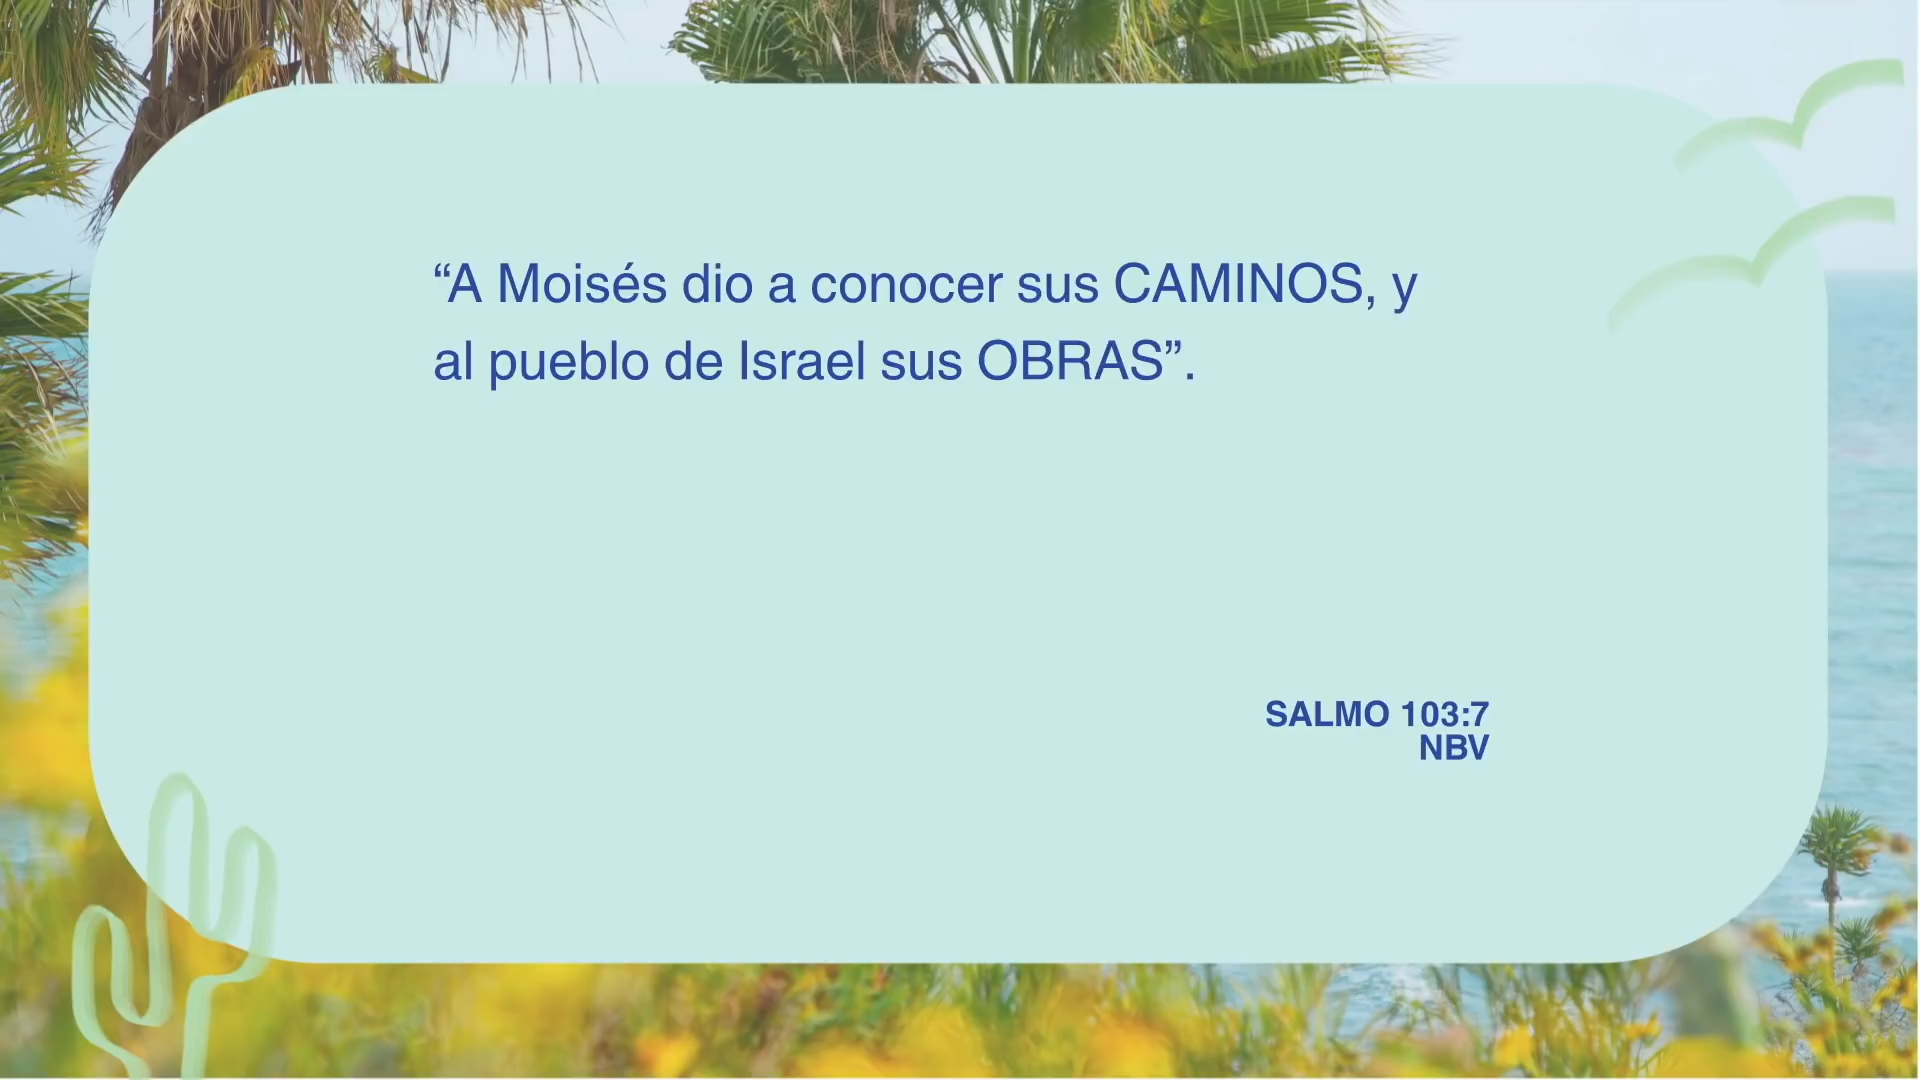 “A Moisés dio a conocer sus CAMINOS, y
al pueblo de Israel sus OBRAS”.
SALMO 103:7
NBV